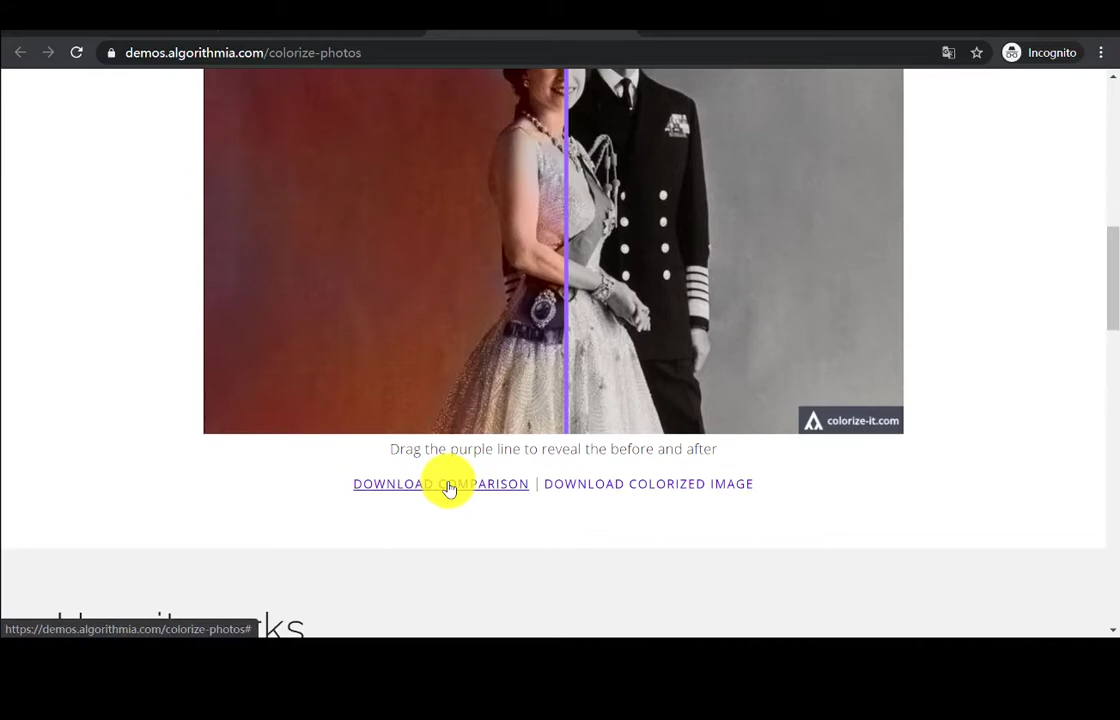 demos.algorithmia.com/colorize-photos
Incognito
colorize-it.com
Drag the purple line to reveal the before and after
DOWNLOAD COMPARISON | DOWNLOAD COLORIZED IMAGE
https://demos.algorithmia.com/colorize-photos#